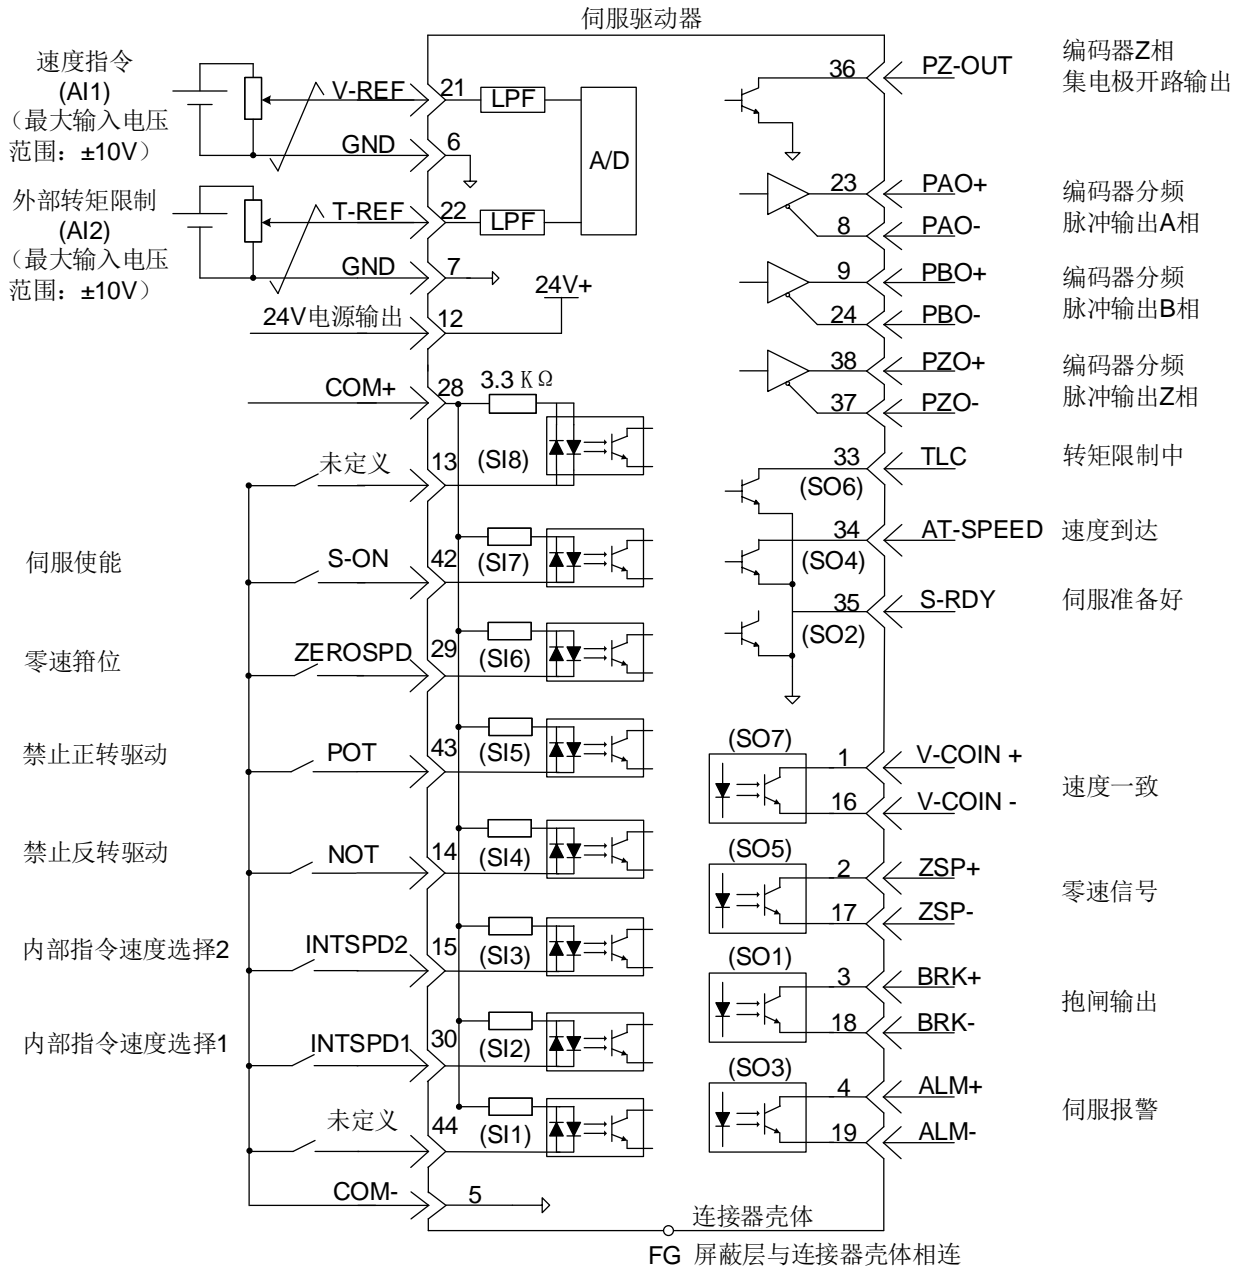 伺服驱动器
速度指令
(AI1)
（最大输入电压
范围：±10V）
V-REF
21
LPF
GND
6
A/D
外部转矩限制
(AI2)
（最大输入电压
范围：±10V）
T-REF
22
LPF
GND
7
24V+
24V电源输出
12
COM+
28
3.3 KΩ
未定义
13
(SI8)
伺服使能
S-ON
42
(SI7)
零速箝位
ZEROSPD
29
(SI6)
禁止正转驱动
POT
43
(SI5)
禁止反转驱动
NOT
14
(SI4)
内部指令速度选择2
INTSPD2
15
(SI3)
内部指令速度选择1
INTSPD1
30
(SI2)
未定义
44
(SI1)
COM-
5
36
PZ-OUT
编码器Z相
集电极开路输出
23
PAO+
8
PAO-
编码器分频
脉冲输出A相
9
PBO+
24
PBO-
编码器分频
脉冲输出B相
38
PZO+
37
PZO-
编码器分频
脉冲输出Z相
33
TLC
(SO6)
转矩限制中
34
AT-SPEED
(SO4)
速度到达
35
S-RDY
(SO2)
伺服准备好
(SO7)
1
V-COIN +
16
V-COIN -
速度一致
(SO5)
2
ZSP+
17
ZSP-
零速信号
(SO1)
3
BRK+
18
BRK-
抱闸输出
(SO3)
4
ALM+
19
ALM-
伺服报警
连接器壳体
FG 屏蔽层与连接器壳体相连